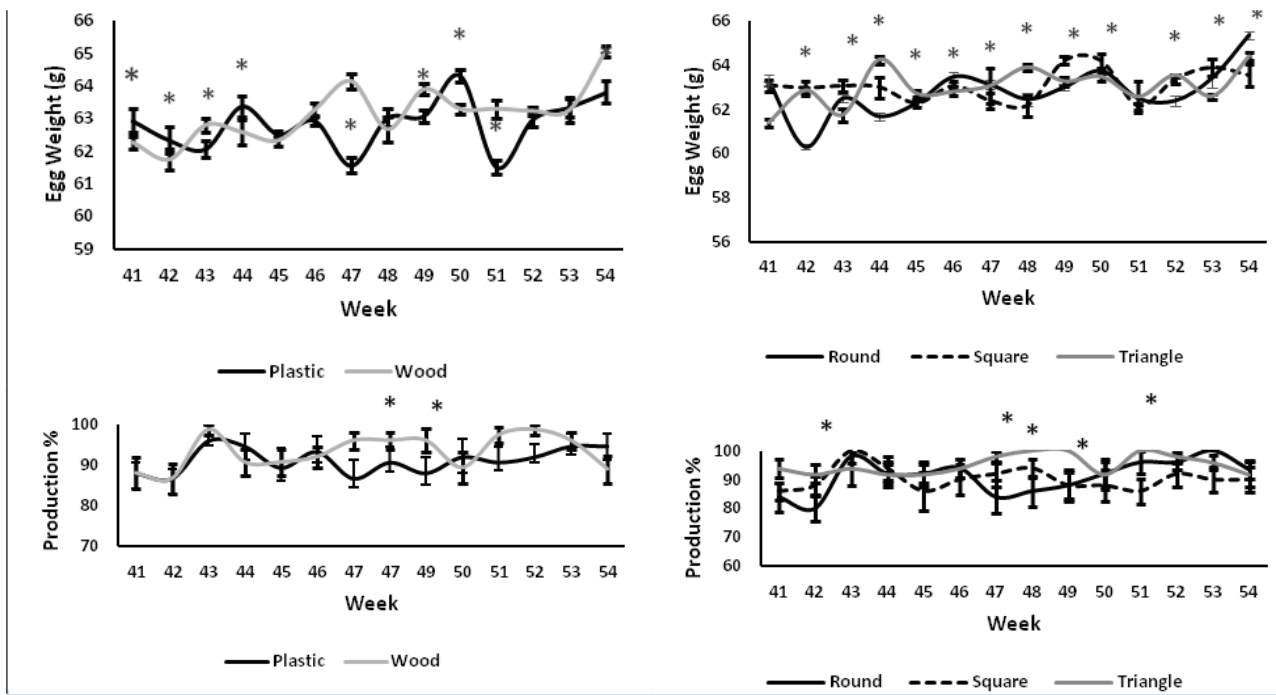 66
65
64
63
62
61
60
59
Egg Weight (g)
* * * * * * * * *
41 42 43 44 45 46 47 48 49 50 51 52 53 54
Week
Plastic Wood
66
64
62
60
58
56
Egg Weight (g)
* * * * * * * * * * * *
41 42 43 44 45 46 47 48 49 50 51 52 53 54
Week
Round Square Triangle
100
90
80
70
Production %
* *
41 42 43 44 45 46 47 47 49 50 51 52 53 54
Week
Plastic Wood
100
90
80
70
60
Production %
* * * * *
41 42 43 44 45 46 47 48 49 50 51 52 53 54
Week
Round Square Triangle